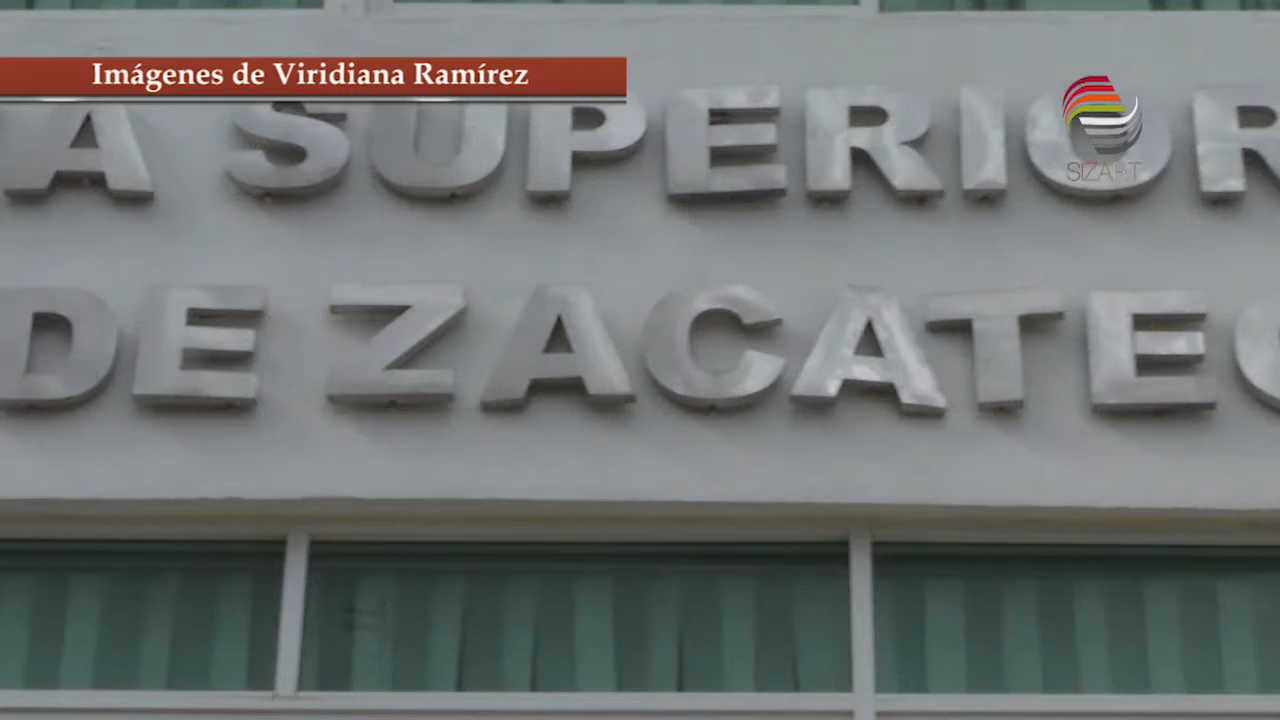 Imágenes de Viridiana Ramírez
A SUPERIOR
SIZART
DE ZACATEC